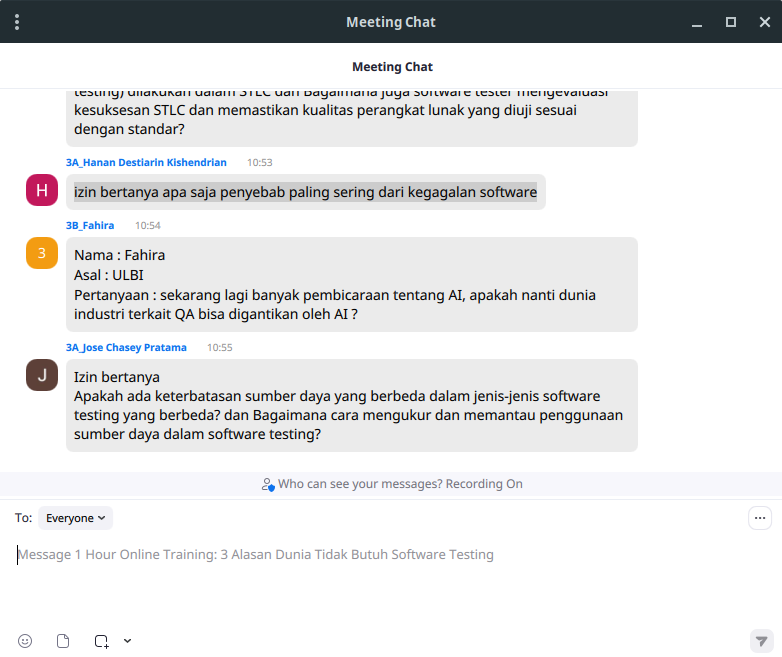 Meeting Chat
Meeting Chat
testing) dilakukan dalam STLC dan Bagaimana juga software tester mengevaluasi
kesuksesan STLC dan memastikan kualitas perangkat lunak yang diuji sesuai
dengan standar?
3A_Hanan Destiarin Kishendrian 10:53
H
izin bertanya apa saja penyebab paling sering dari kegagalan software
3B_Fahira 10:54
3
Nama : Fahira
Asal : ULBI
Pertanyaan : sekarang lagi banyak pembicaraan tentang AI, apakah nanti dunia
industri terkait QA bisa digantikan oleh AI ?
3A_Jose Chasey Pratama 10:55
J
Izin bertanya
Apakah ada keterbatasan sumber daya yang berbeda dalam jenis-jenis software
testing yang berbeda? dan Bagaimana cara mengukur dan memantau penggunaan
sumber daya dalam software testing?
Who can see your messages? Recording On
To: Everyone
Message 1 Hour Online Training: 3 Alasan Dunia Tidak Butuh Software Testing